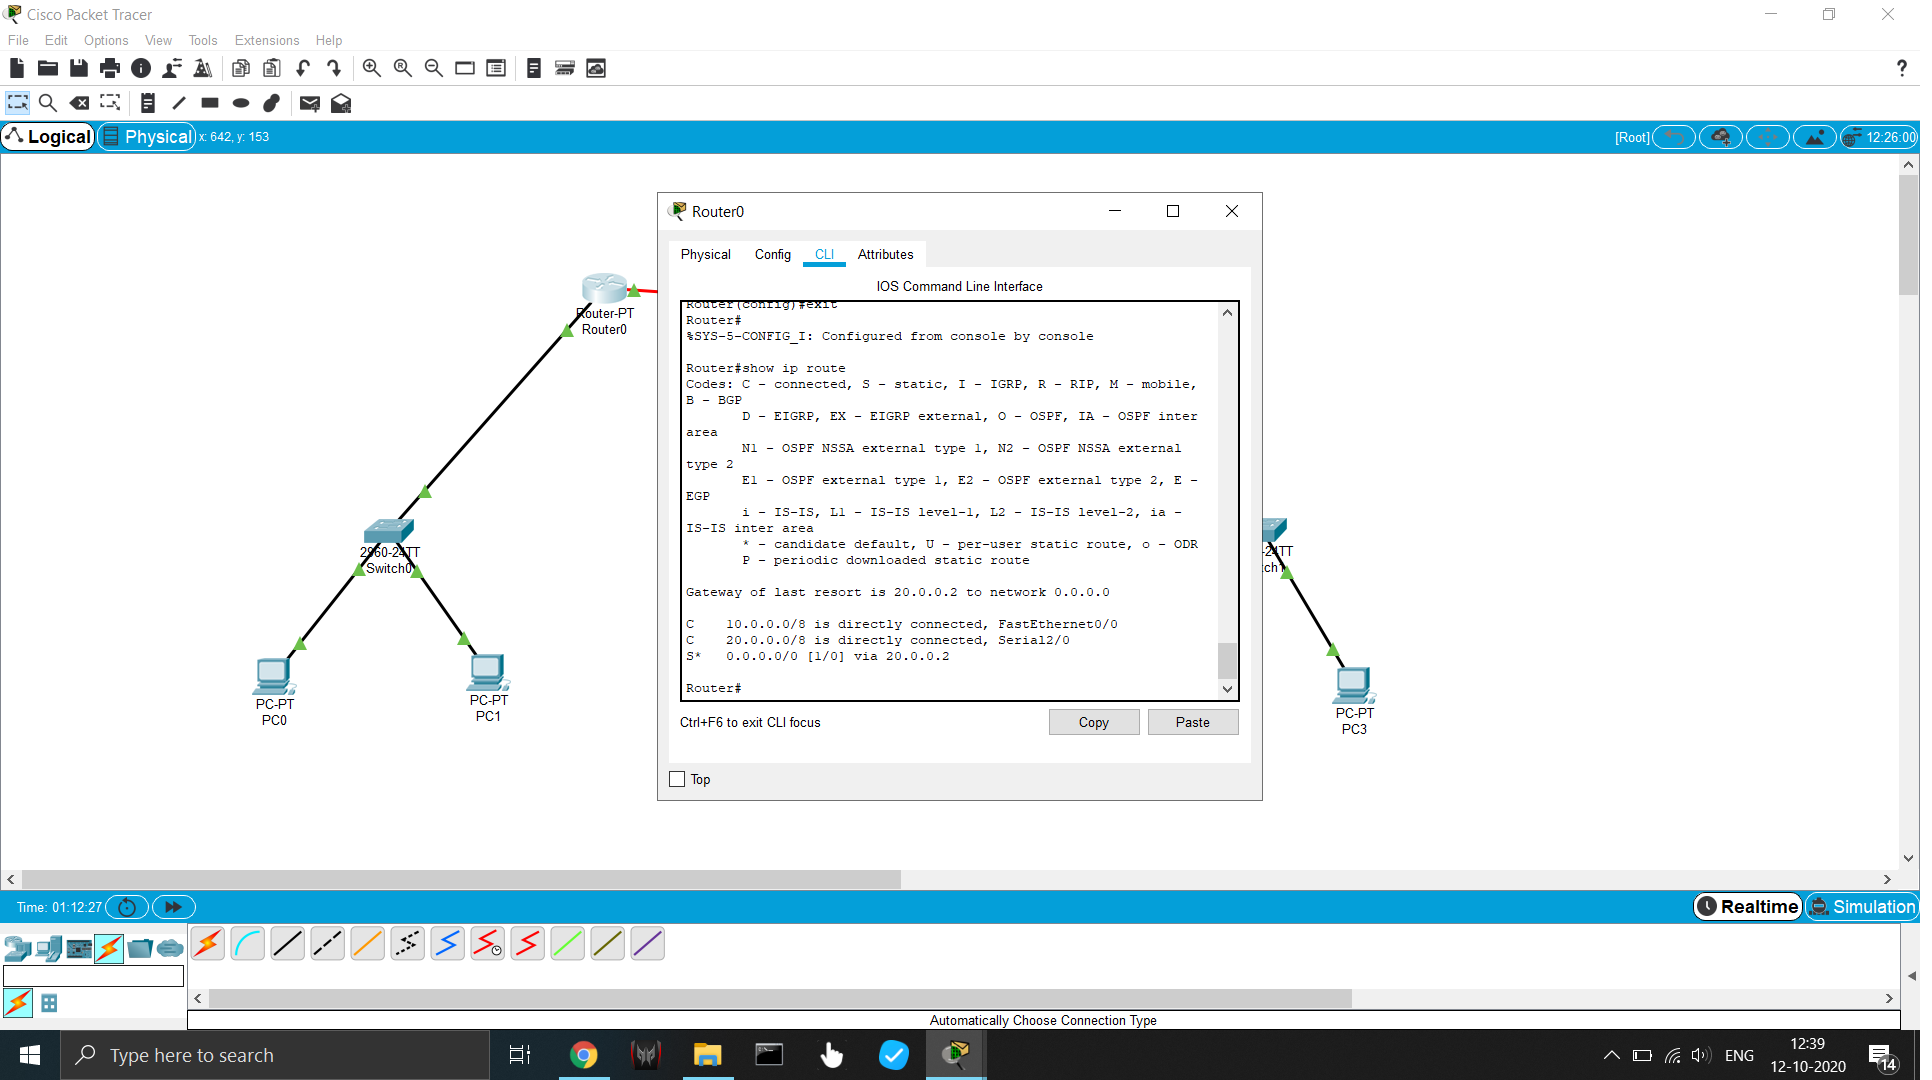 Cisco Packet Tracer
File Edit Options View Tools Extensions Help
?
Logical Physical x: 642, y: 153 [Root] 12:26:00
Router0
Physical Config CLI Attributes
IOS Command Line Interface
Router(config)#exit
Router#
%SYS-5-CONFIG_I: Configured from console by console
Router#show ip route
Codes: C - connected, S - static, I - IGRP, R - RIP, M - mobile,
B - BGP
D - EIGRP, EX - EIGRP external, O - OSPF, IA - OSPF inter
area
N1 - OSPF NSSA external type 1, N2 - OSPF NSSA external
type 2
E1 - OSPF external type 1, E2 - OSPF external type 2, E -
EGP
i - IS-IS, L1 - IS-IS level-1, L2 - IS-IS level-2, ia -
IS-IS inter area
* - candidate default, U - per-user static route, o - ODR
P - periodic downloaded static route
Gateway of last resort is 20.0.0.2 to network 0.0.0.0
C 10.0.0.0/8 is directly connected, FastEthernet0/0
C 20.0.0.0/8 is directly connected, Serial2/0
S* 0.0.0.0/0 [1/0] via 20.0.0.2
Router#
Ctrl+F6 to exit CLI focus
Copy Paste
Top
Router-PT
Router0
2960-24TT
Switch0
PC-PT
PC0
PC-PT
PC1
-24TT
tch1
PC-PT
PC3
Time: 01:12:27
Realtime Simulation
Automatically Choose Connection Type
Type here to search
ENG
12:39
12-10-2020
14